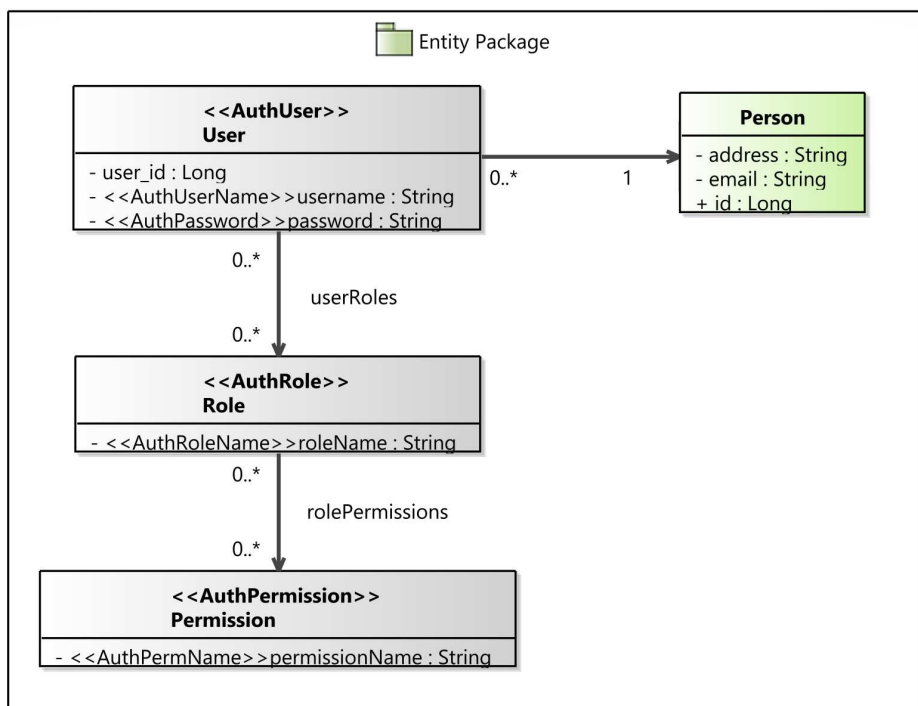 Entity Package
<<AuthUser>>
User
- user_id : Long
- <<AuthUserName>>username : String
- <<AuthPassword>>password : String
Person
- address : String
- email : String
+ id : Long
0..*
1
0..*
userRoles
0..*
<<AuthRole>>
Role
- <<AuthRoleName>>roleName : String
0..*
rolePermissions
0..*
<<AuthPermission>>
Permission
- <<AuthPermName>>permissionName : String